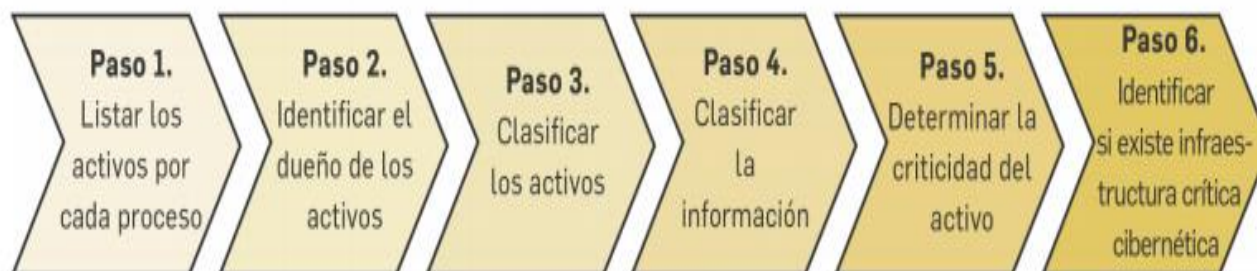 Paso 1.
Listar los
activos por
cada proceso
Paso 2.
Identificar el
dueño de los
activos
Paso 3.
Clasificar
los activos
Paso 4.
Clasificar
la
información
Paso 5.
Determinar la
criticidad del
activo
Paso 6.
Identificar
si existe infraes-
tructura crítica
cibernética